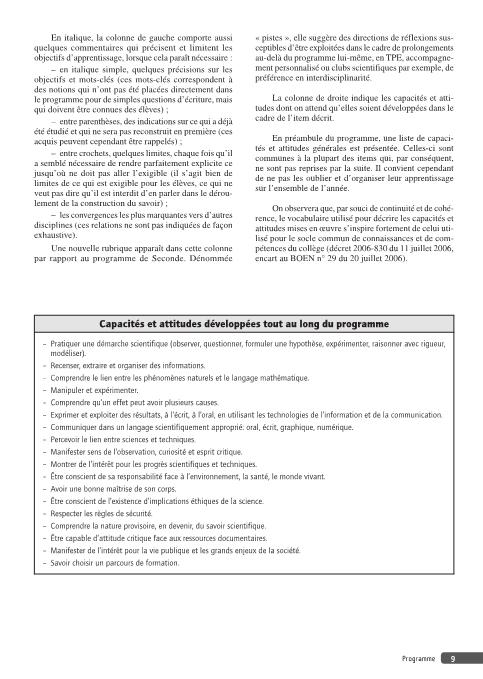 En italique, la colonne de gauche comporte aussi
quelques commentaires qui précisent et limitent les
objectifs d'apprentissage, lorsque cela paraît nécessaire :
– en italique simple, quelques précisions sur les
objectifs et mots-clés (ces mots-clés correspondent à
des notions qui n'ont pas été placées directement dans
le programme pour de simples questions d'écriture, mais
qui doivent être connues des élèves) ;
– entre parenthèses, des indications sur ce qui a déjà
été étudié et qui ne sera pas reconstruit en première (ces
acquis peuvent cependant être rappelés) ;
– entre crochets, quelques limites, chaque fois qu'il
a semblé nécessaire de rendre parfaitement explicite ce
jusqu'où ne doit pas aller l'exigible (il s'agit bien de
limites de ce qui est exigible pour les élèves, ce qui ne
veut pas dire qu'il est interdit d'en parler dans le dérou-
lement de la construction du savoir) ;
– les convergences les plus marquantes vers d'autres
disciplines (ces relations ne sont pas indiquées de façon
exhaustive).
Une nouvelle rubrique apparaît dans cette colonne
par rapport au programme de Seconde. Dénommée
« pistes », elle suggère des directions de réflexions sus-
ceptibles d'être exploitées dans le cadre de prolongements
au-delà du programme lui-même, en TPE, accompagne-
ment personnalisé ou clubs scientifiques par exemple, de
préférence en interdisciplinarité.
La colonne de droite indique les capacités et atti-
tudes dont on attend qu'elles soient développées dans le
cadre de l'item décrit.
En préambule du programme, une liste de capaci-
tés et attitudes générales est présentée. Celles-ci sont
communes à la plupart des items qui, par conséquent,
ne sont pas reprises par la suite. Il convient cependant
de ne pas les oublier et d'organiser leur apprentissage
sur l'ensemble de l'année.
On observera que, par souci de continuité et de cohé-
rence, le vocabulaire utilisé pour décrire les capacités et
attitudes mises en œuvre s'inspire fortement de celui uti-
lisé pour le socle commun de connaissances et de com-
pétences du collège (décret 2006-830 du 11 juillet 2006,
encart au BOEN n° 29 du 20 juillet 2006).
Capacités et attitudes développées tout au long du programme
– Pratiquer une démarche scientifique (observer, questionner, formuler une hypothèse, expérimenter, raisonner avec rigueur,
modéliser).
– Recenser, extraire et organiser des informations.
– Comprendre le lien entre les phénomènes naturels et le langage mathématique.
– Manipuler et expérimenter.
– Comprendre qu'un effet peut avoir plusieurs causes.
– Exprimer et exploiter des résultats, à l'écrit, à l'oral, en utilisant les technologies de l'information et de la communication.
– Communiquer dans un langage scientifiquement approprié: oral, écrit, graphique, numérique.
– Percevoir le lien entre sciences et techniques.
– Manifester sens de l'observation, curiosité et esprit critique.
– Montrer de l'intérêt pour les progrès scientifiques et techniques.
– Être conscient de sa responsabilité face à l'environnement, la santé, le monde vivant.
– Avoir une bonne maîtrise de son corps.
– Être conscient de l'existence d'implications éthiques de la science.
– Respecter les règles de sécurité.
– Comprendre la nature provisoire, en devenir, du savoir scientifique.
– Être capable d'attitude critique face aux ressources documentaires.
– Manifester de l'intérêt pour la vie publique et les grands enjeux de la société.
– Savoir choisir un parcours de formation.
Programme 9